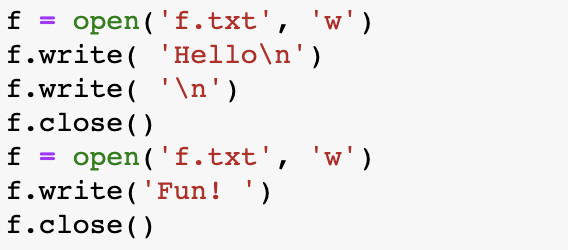 f = open('f.txt', 'w')
f.write( 'Hello\n')
f.write( '\n')
f.close()
f = open('f.txt', 'w')
f.write('Fun! ')
f.close()